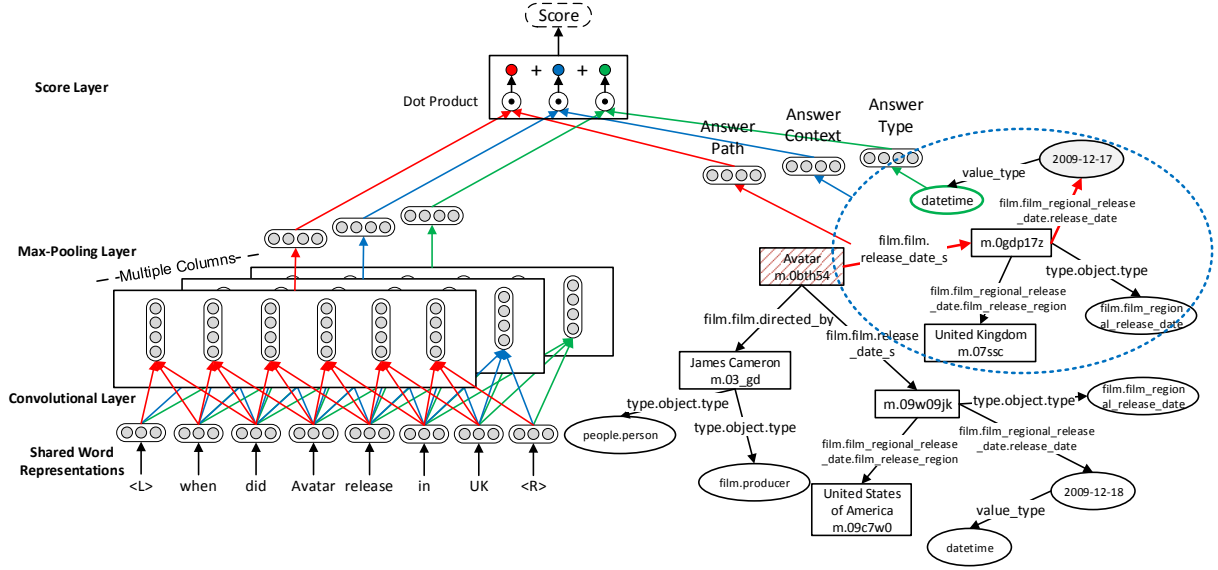 Score
Score Layer
+ +
Dot Product
Answer
Path
Answer
Context
Answer
Type
2009-12-17
value_type
datetime
film.film_regional_release
_date.release_date
Max-Pooling Layer
Multiple Columns
film.film.
release_date_s
m.0gdp17z
Avatar
m.0bth54
type.object.type
film.film_regional_release
_date.film_release_region
film.film_region
al_release_date
film.film.directed_by
film.film.release
_date_s
United Kingdom
m.07ssc
James Cameron
m.03_gd
Convolutional Layer
m.09w09jk
type.object.type
film.film_region
al_release_date
type.object.type
people.person
type.object.type
film.film_regional_release
_date.release_date
film.film_regional_release
_date.film_release_region
Shared Word
Representations
<L> when did Avatar release in UK <R>
film.producer
United States
of America
m.09c7w0
2009-12-18
value_type
datetime